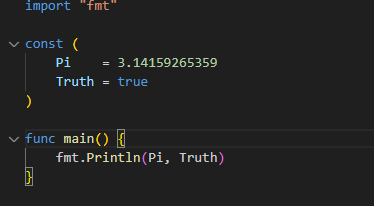 import "fmt"
const (
Pi = 3.14159265359
Truth = true
)
func main() {
fmt.Println(Pi, Truth)
}